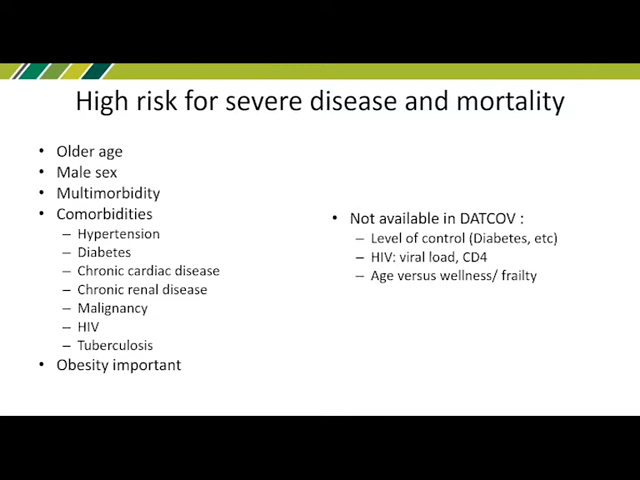 High risk for severe disease and mortality
• Older age
• Male sex
• Multimorbidity
• Comorbidities
– Hypertension
– Diabetes
– Chronic cardiac disease
– Chronic renal disease
– Malignancy
– HIV
– Tuberculosis
• Obesity important
• Not available in DATCOV :
– Level of control (Diabetes, etc)
– HIV: viral load, CD4
– Age versus wellness/ frailty